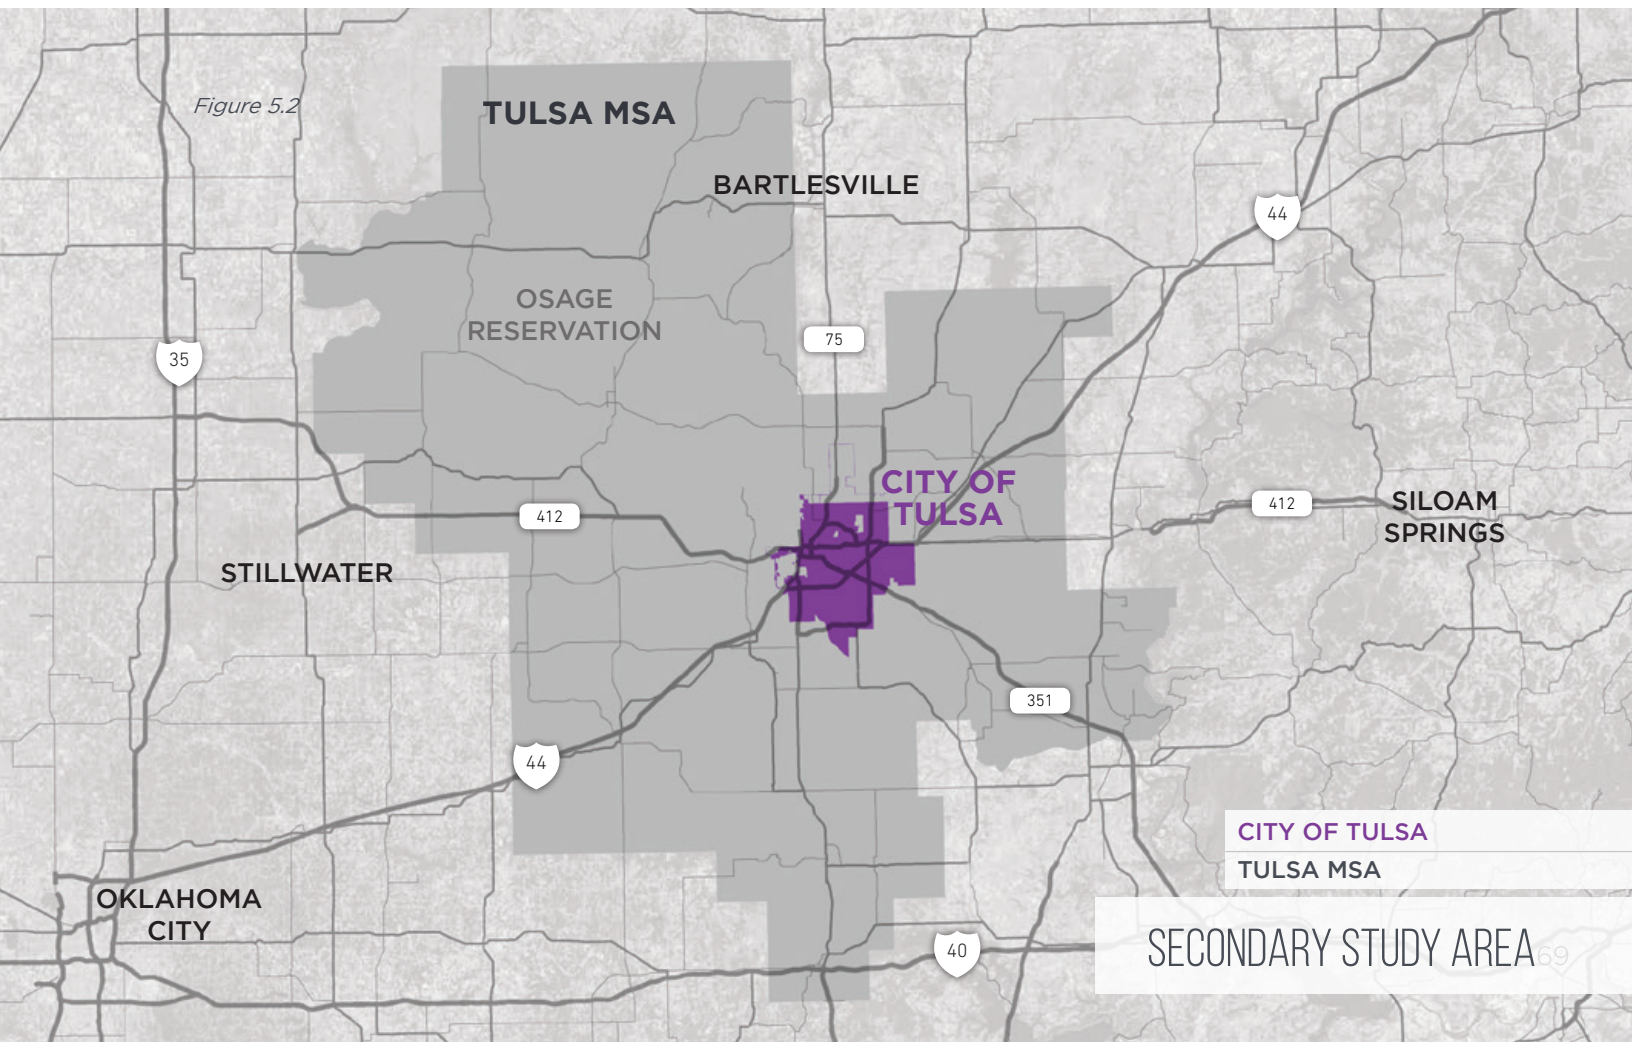 Figure 5.2
TULSA MSA
BARTLESVILLE
44
OSAGE
RESERVATION
75
35
CITY OF
TULSA
412
412
SILOAM
SPRINGS
STILLWATER
351
44
CITY OF TULSA
TULSA MSA
OKLAHOMA
CITY
40
SECONDARY STUDY AREA
69